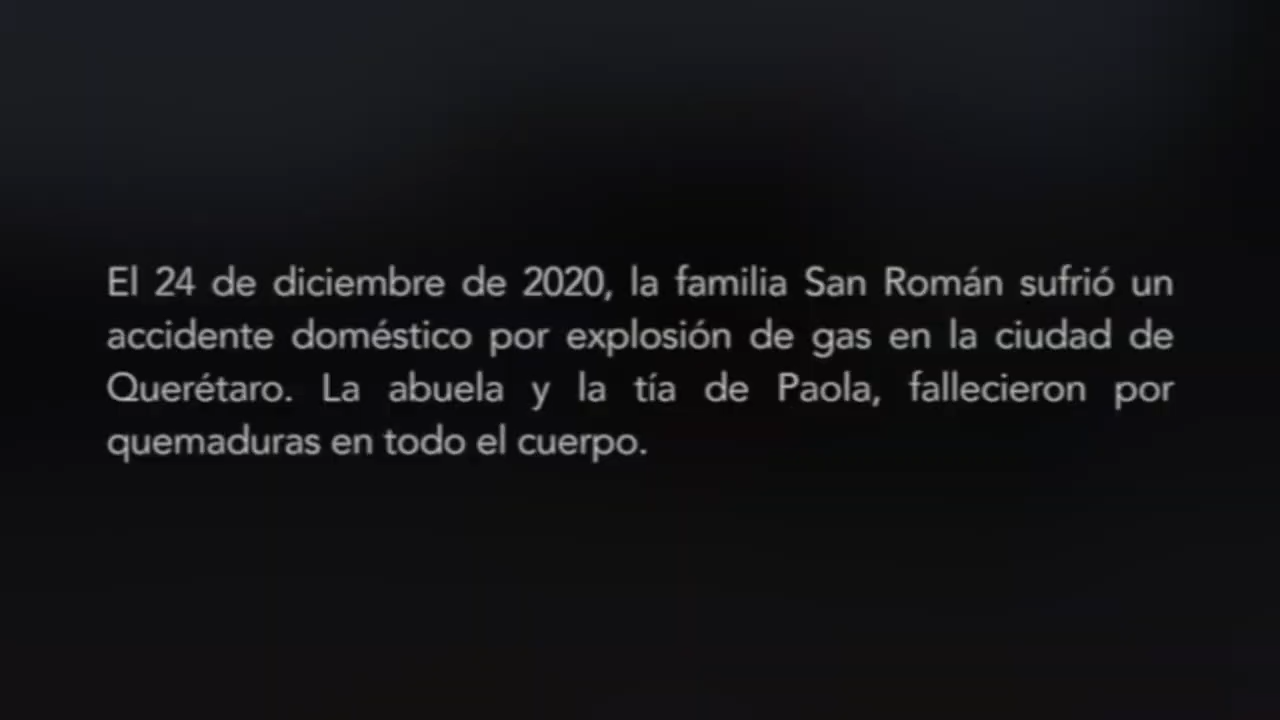 El 24 de diciembre de 2020, la familia San Román sufrió un
accidente doméstico por explosión de gas en la ciudad de
Querétaro. La abuela y la tía de Paola, fallecieron por
quemaduras en todo el cuerpo.